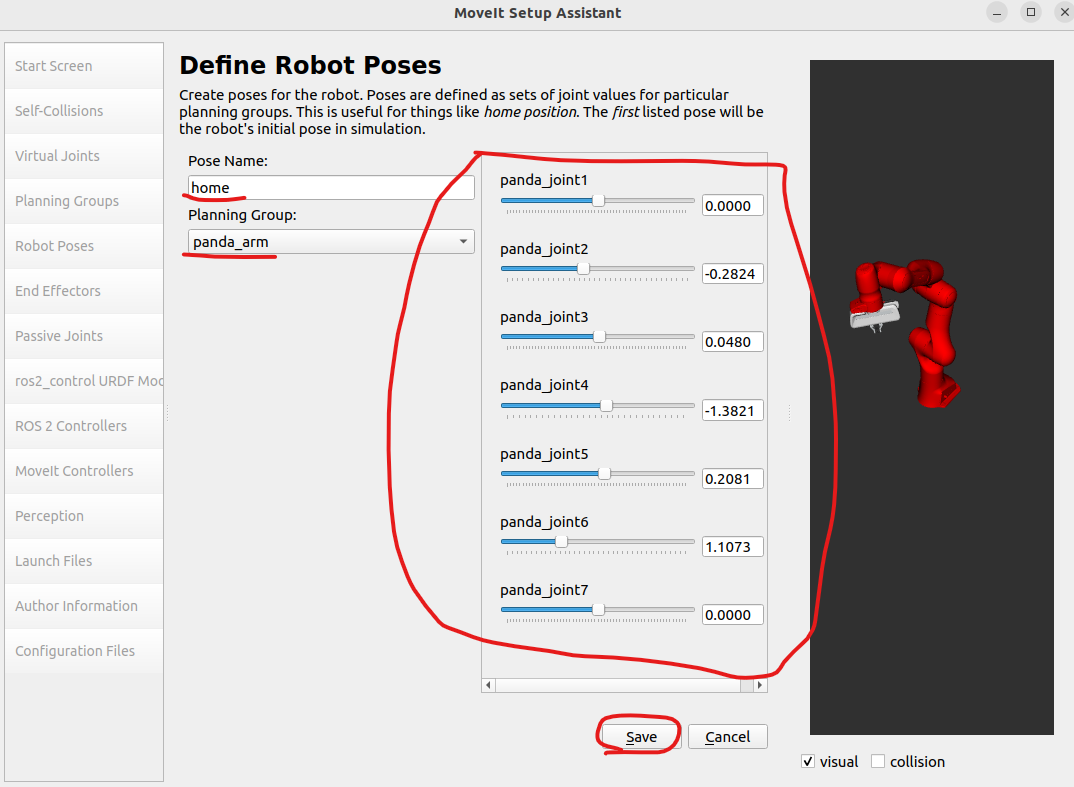 MoveIt Setup Assistant
Start Screen
Self-Collisions
Virtual Joints
Planning Groups
Robot Poses
End Effectors
Passive Joints
ros2_control URDF Moc
ROS 2 Controllers
MoveIt Controllers
Perception
Launch Files
Author Information
Configuration Files
Define Robot Poses
Create poses for the robot. Poses are defined as sets of joint values for particular
planning groups. This is useful for things like home position. The first listed pose will be
the robot's initial pose in simulation.
Pose Name:
home
Planning Group:
panda_arm
panda_joint1
0.0000
panda_joint2
-0.2824
panda_joint3
0.0480
panda_joint4
-1.3821
panda_joint5
0.2081
panda_joint6
1.1073
panda_joint7
0.0000
Save
Cancel
visual
collision